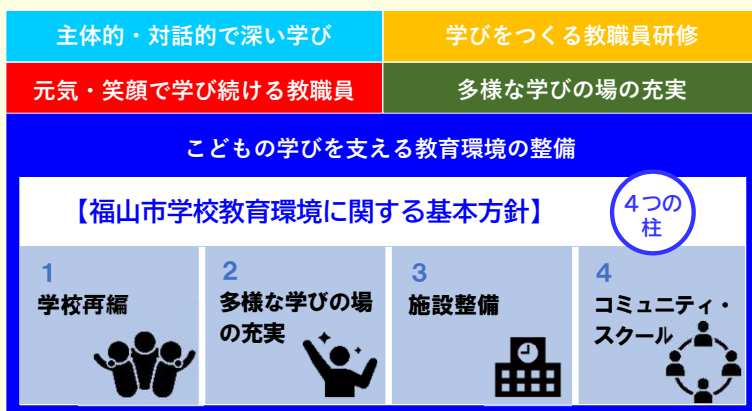 主体的・対話的で深い学び
学びをつくる教職員研修
元気・笑顔で学び続ける教職員
多様な学びの場の充実
こどもの学びを支える教育環境の整備
【福山市学校教育環境に関する基本方針】
４つの
柱
1
学校再編
2
多様な学びの場
の充実
3
施設整備
4
コミュニティ・
スクール